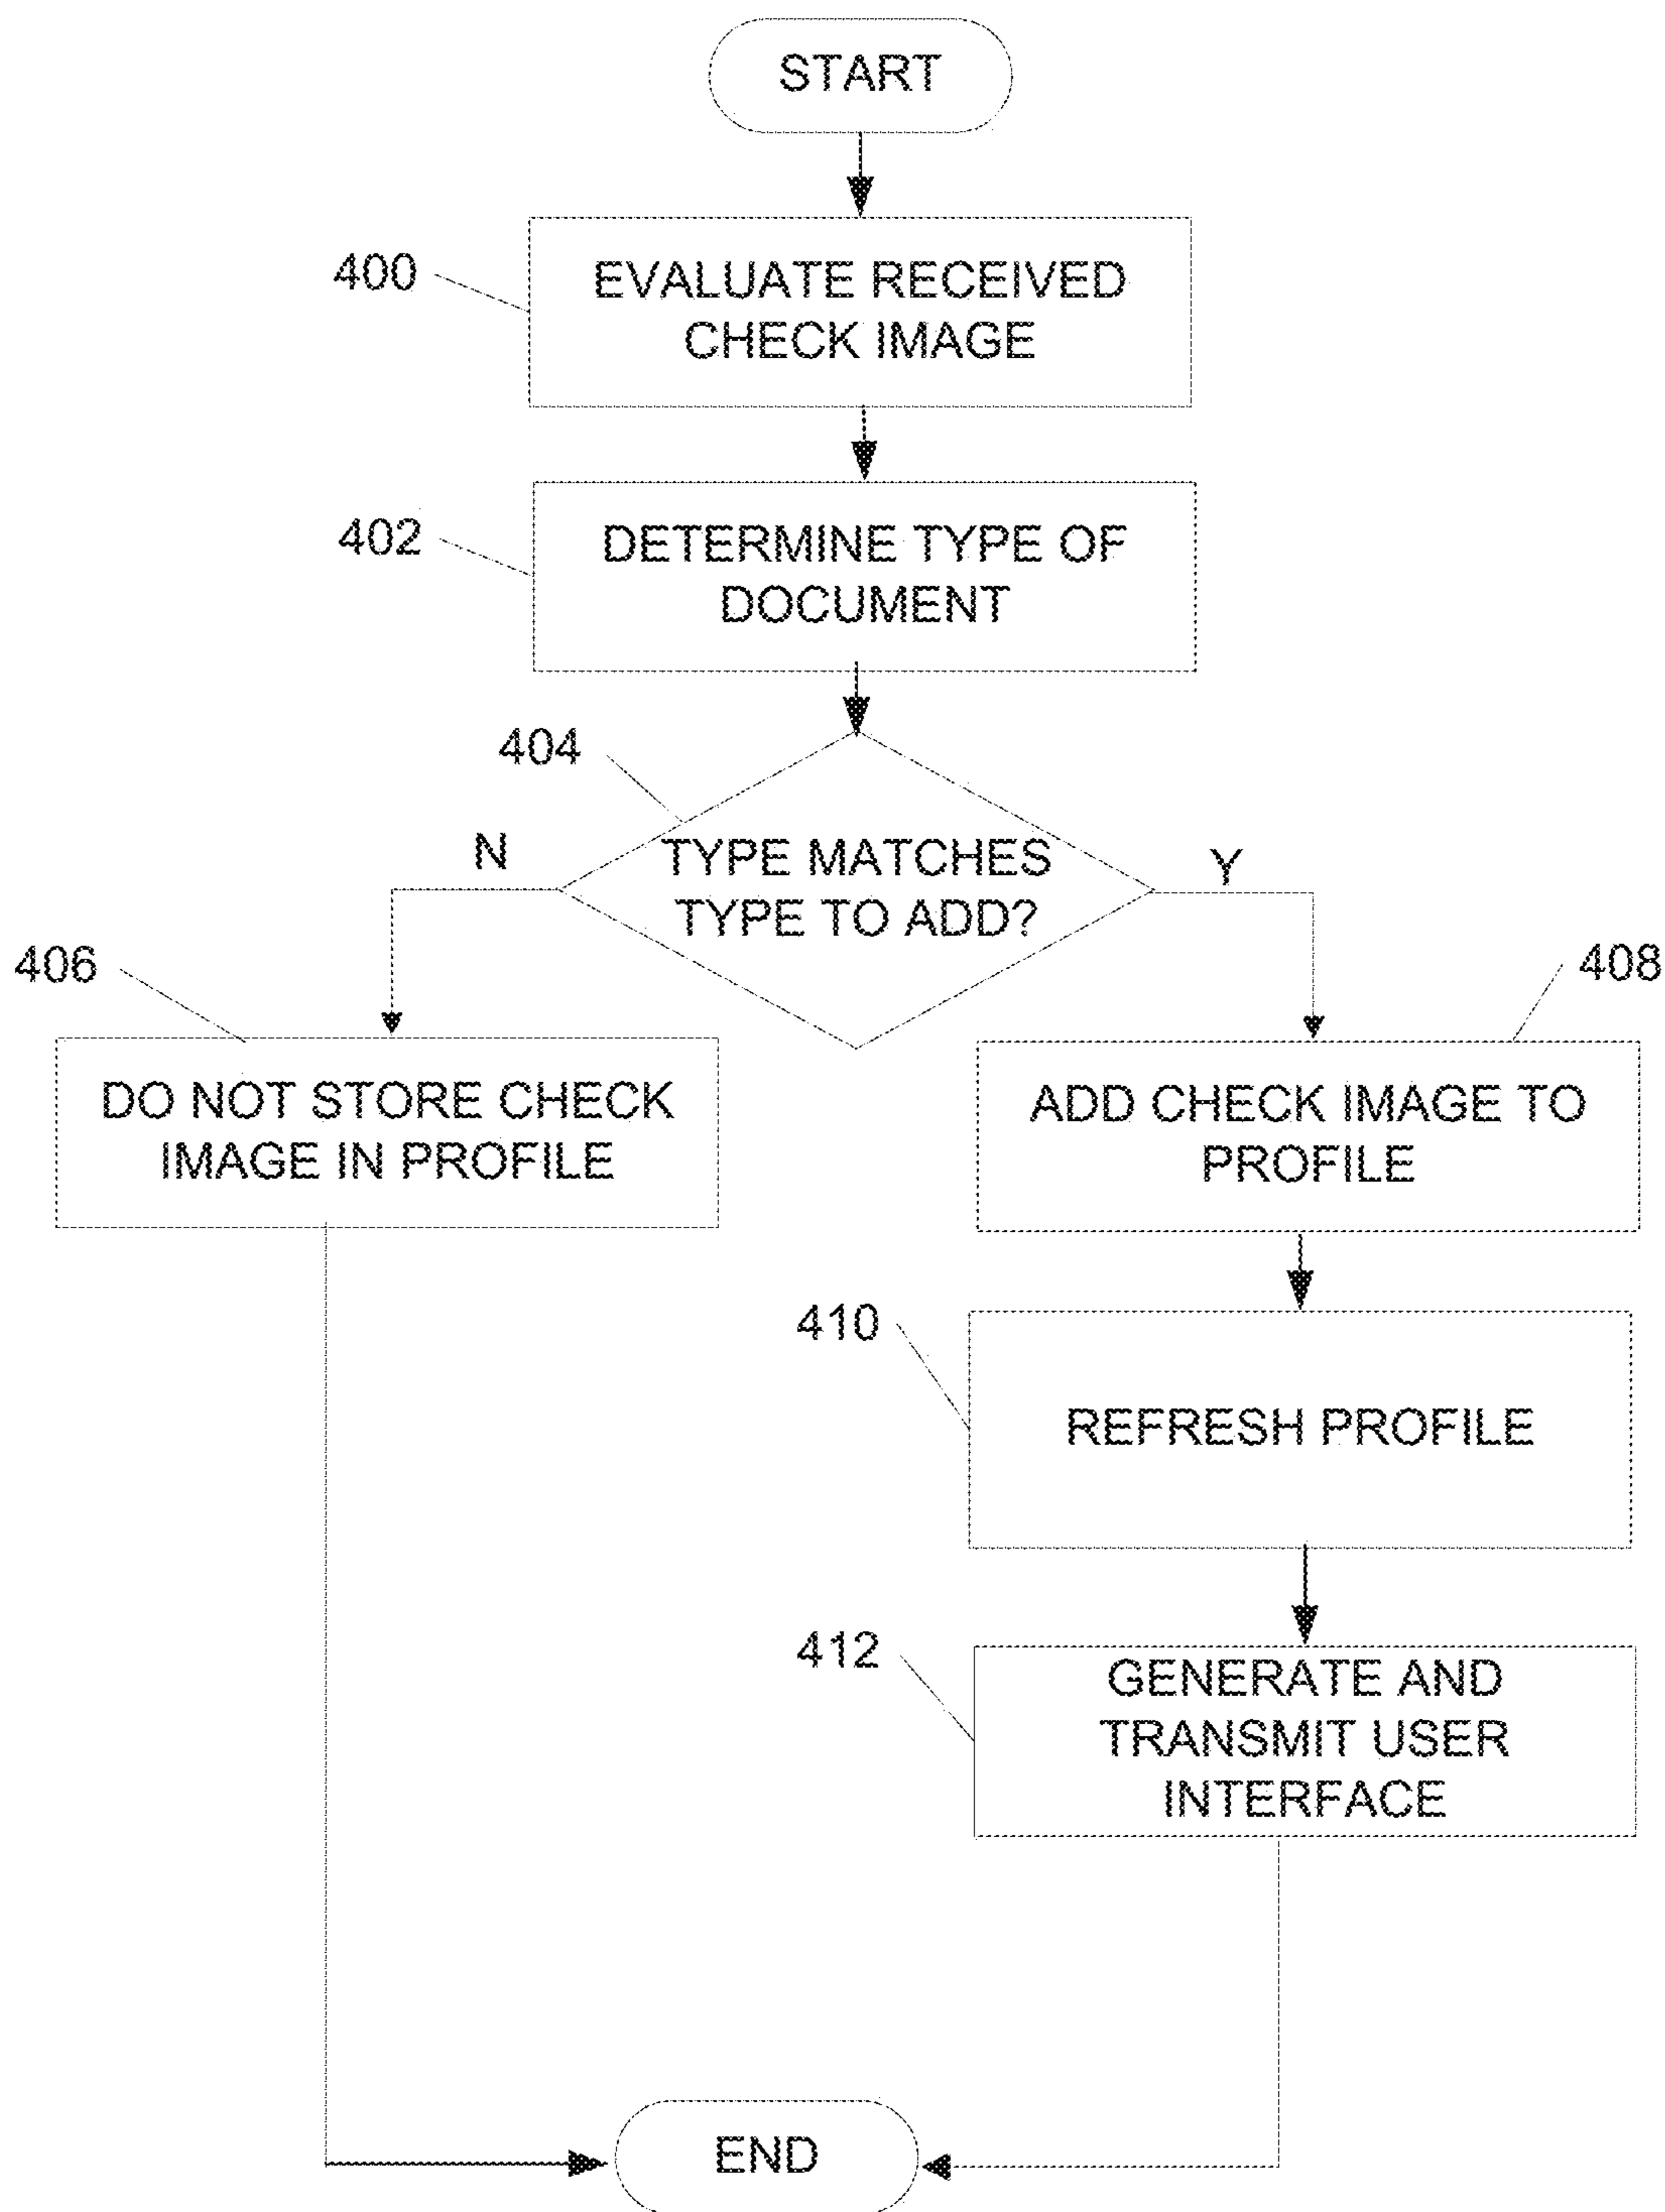 START
400
EVALUATE RECEIVED
CHECK IMAGE
402
DETERMINE TYPE OF
DOCUMENT
404
N
TYPE MATCHES
TYPE TO ADD?
Y
406
DO NOT STORE CHECK
IMAGE IN PROFILE
408
ADD CHECK IMAGE TO
PROFILE
410
REFRESH PROFILE
412
GENERATE AND
TRANSMIT USER
INTERFACE
END